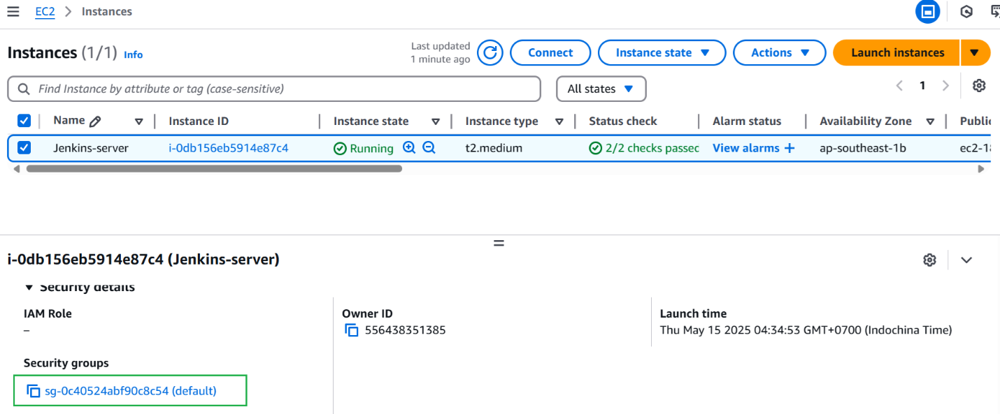 EC2 > Instances
Instances (1/1) Info
Last updated
1 minute ago
Connect
Instance state
Actions
Launch instances
Find Instance by attribute or tag (case-sensitive)
All states
1
Name Instance ID Instance state Instance type Status check Alarm status Availability Zone Public
Jenkins-server i-0db156eb5914e87c4 Running t2.medium 2/2 checks passec View alarms + ap-southeast-1b ec2-18
i-0db156eb5914e87c4 (Jenkins-server)
Security details
IAM Role
–
Owner ID
556438351385
Launch time
Thu May 15 2025 04:34:53 GMT+0700 (Indochina Time)
Security groups
sg-0c40524abf90c8c54 (default)